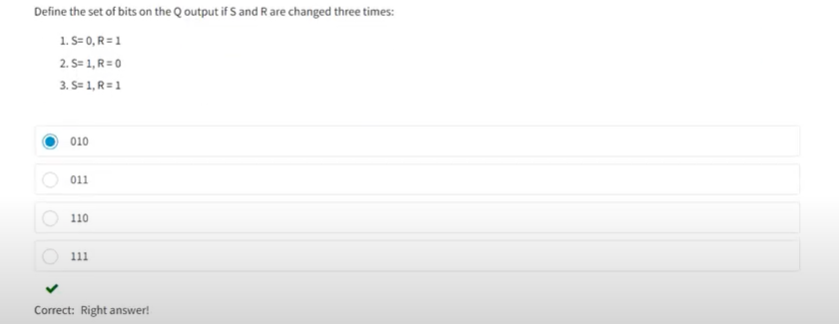 Define the set of bits on the Q output if S and R are changed three times:
1. S= 0, R = 1
2. S= 1, R = 0
3. S= 1, R = 1
010
011
110
111
Correct: Right answer!